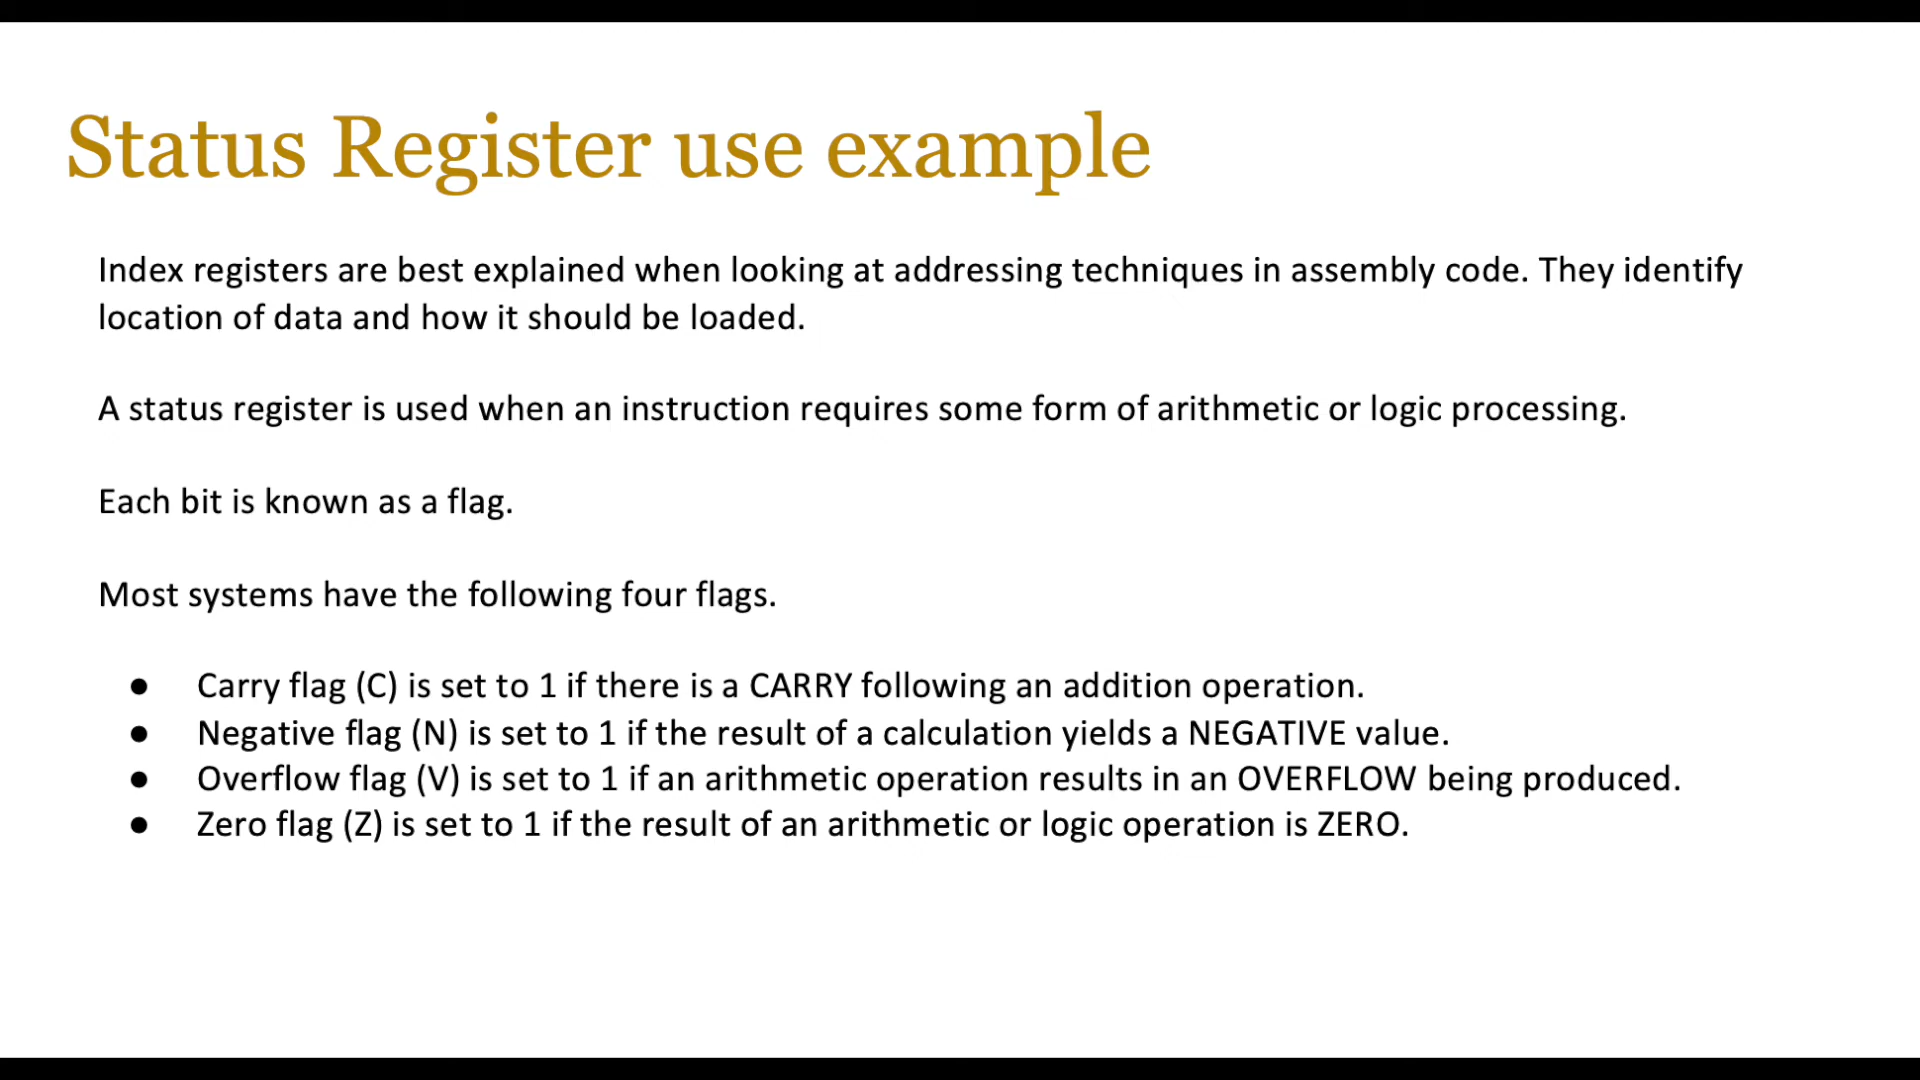 Status Register use example
Index registers are best explained when looking at addressing techniques in assembly code. They identify
location of data and how it should be loaded.
A status register is used when an instruction requires some form of arithmetic or logic processing.
Each bit is known as a flag.
Most systems have the following four flags.
● Carry flag (C) is set to 1 if there is a CARRY following an addition operation.
● Negative flag (N) is set to 1 if the result of a calculation yields a NEGATIVE value.
● Overflow flag (V) is set to 1 if an arithmetic operation results in an OVERFLOW being produced.
● Zero flag (Z) is set to 1 if the result of an arithmetic or logic operation is ZERO.